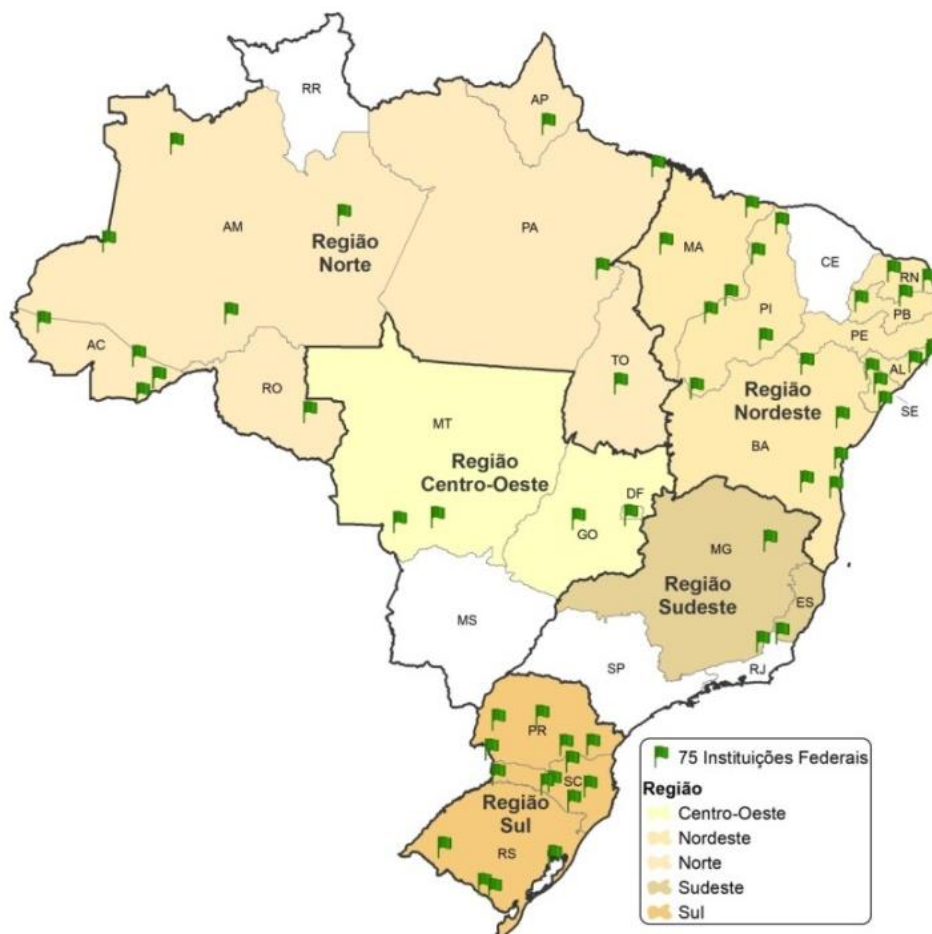 RR
AP
AM
Região
Norte
PA
MA
CE
RN
PB
PI
PE
AC
AL
TO
RO
SE
Região
Nordeste
MT
BA
Região
Centro-Oeste
DF
GO
MG
Região
Sudeste
ES
MS
SP
RJ
PR
SC
Região
Sul
RS
75 Instituições Federais
Região
Centro-Oeste
Nordeste
Norte
Sudeste
Sul